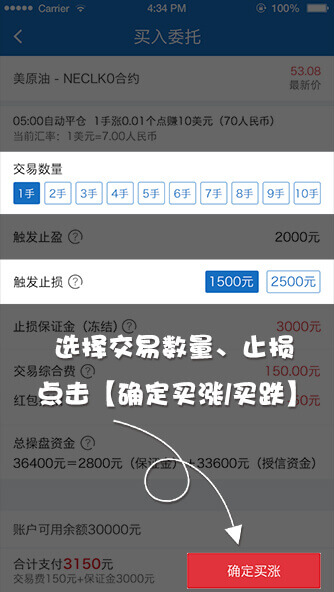 Carrier 4:34 PM 100%
买入委托
美原油 - NECLK0合约 53.08
最新价
05:00自动平仓 1手涨0.01个点赚10美元（70人民币）
当前汇率：1美元=7.00人民币
交易数量
1手 2手 3手 4手 5手 6手 7手 8手 9手 10手
触发止盈 ? 2000元
触发止损 ? 1500元 2500元
止损保证金（冻结） ? 3000元
选择交易数量、止损
交易综合费 ? 150.00元
点击【确定买涨/买跌】
红包
总操盘资金 ?
36400元＝2800元（保证金）＋33600元（授信资金）
账户可用余额30000元
合计支付3150元
交易费150元+保证金3000元
确定买涨